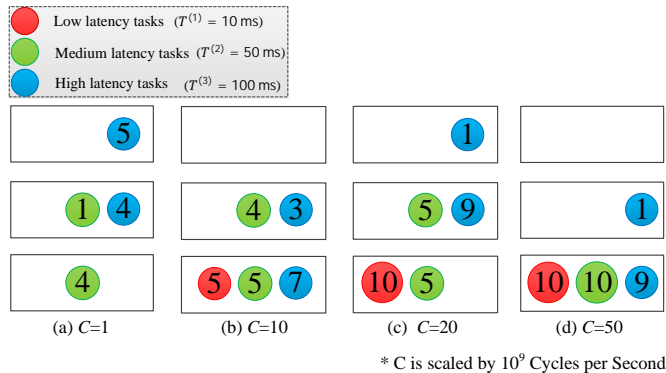 Low latency tasks (T^(1) = 10 ms)
Medium latency tasks (T^(2) = 50 ms)
High latency tasks (T^(3) = 100 ms)
5 1
1 4 4 3 5 9 1
4 5 5 7 10 5 10 10 9
(a) C=1 (b) C=10 (c) C=20 (d) C=50
* C is scaled by 10^9 Cycles per Second